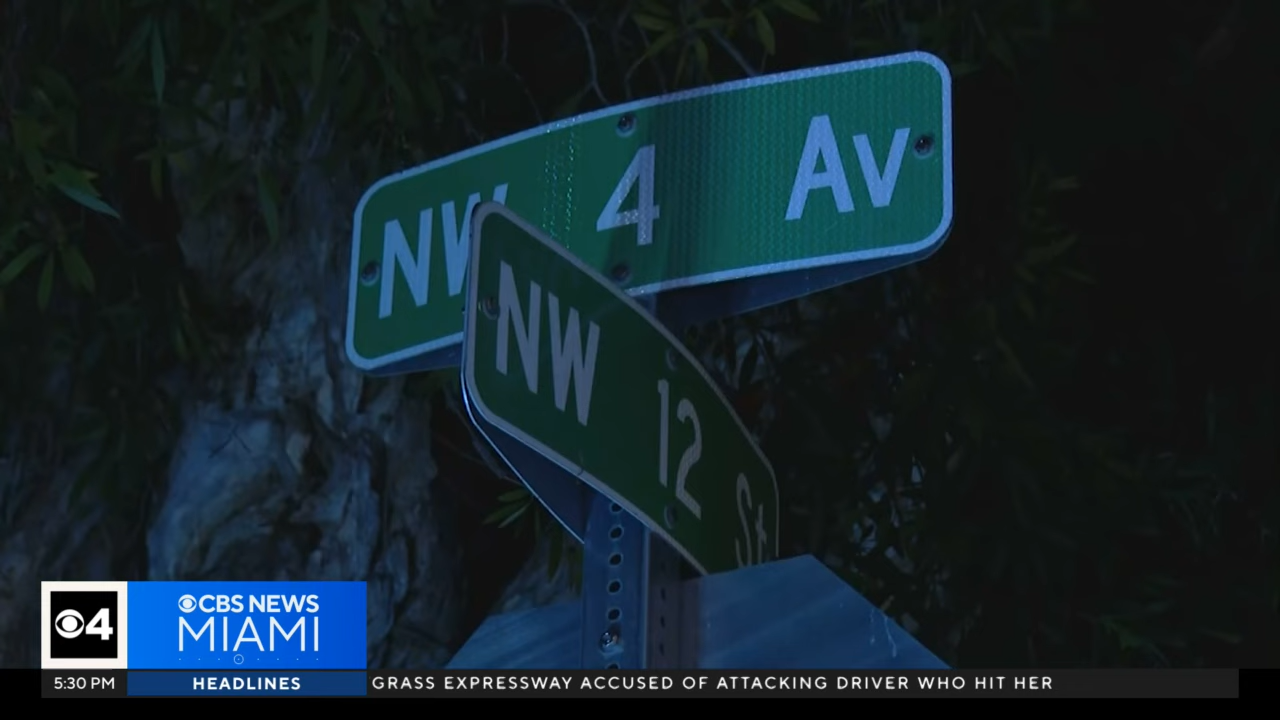 NW 4 Av
NW 12 St
4
CBS NEWS
MIAMI
5:30 PM HEADLINES GRASS EXPRESSWAY ACCUSED OF ATTACKING DRIVER WHO HIT HER